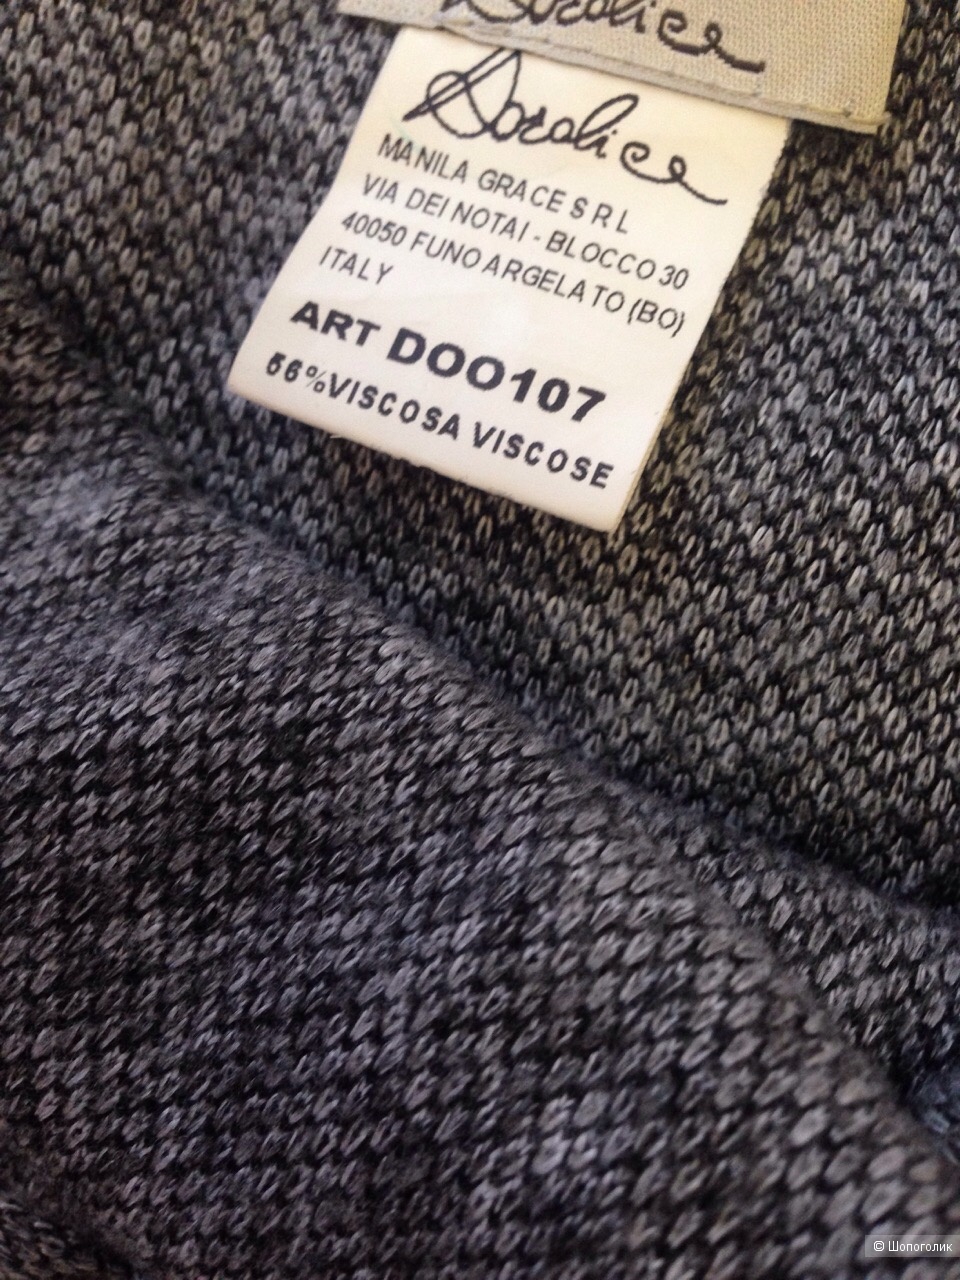 Doralice
Doralice
MANILA GRACE S R L
VIA DEI NOTAI - BLOCCO 30
40050 FUNO ARGELATO (BO)
ITALY
ART DOO107
56%VISCOSA VISCOSE
© Шопоголик